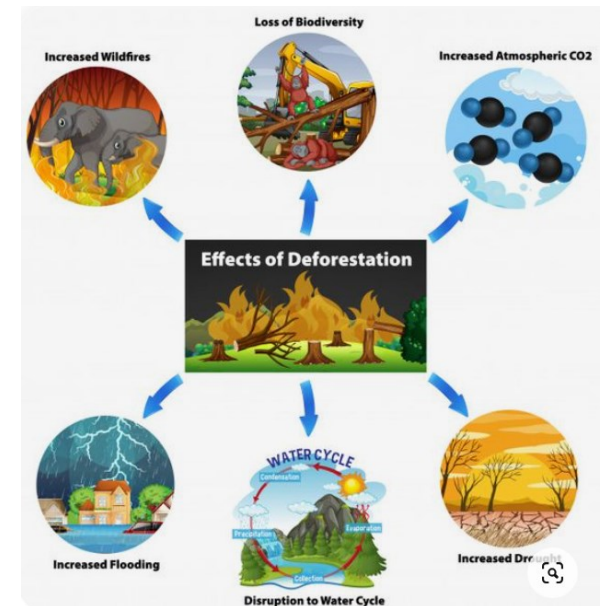 Loss of Biodiversity
Increased Wildfires
Increased Atmospheric CO2
Effects of Deforestation
WATER CYCLE
Condensation
Precipitation
Evaporation
Collection
Increased Flooding
Disruption to Water Cycle
Increased Drought